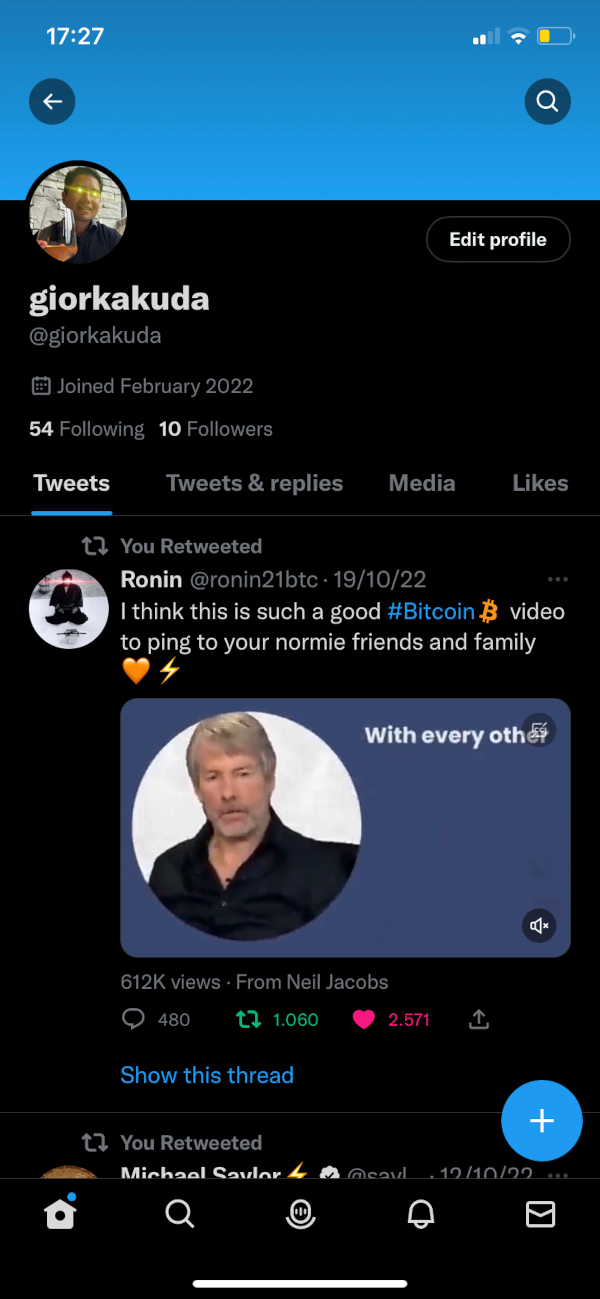 17:27
Edit profile
giorkakuda
@giorkakuda
Joined February 2022
54 Following 10 Followers
Tweets Tweets & replies Media Likes
You Retweeted
Ronin @ronin21btc · 19/10/22
I think this is such a good #Bitcoin video
to ping to your normie friends and family
🧡⚡
With every other
612K views · From Neil Jacobs
480 1.060 2.571
Show this thread
You Retweeted
Michael Saylor⚡ @sayl... · 12/10/22